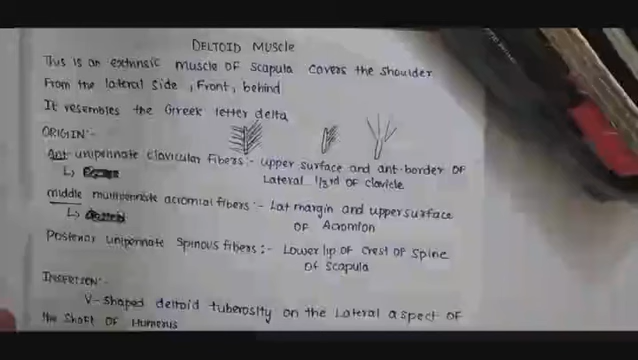 DELTOID MUSCLE
This is an extrinsic muscle of scapula covers the shoulder
From the lateral side, Front, behind
It resembles the Greek letter delta
ORIGIN:-
Ant unipennate clavicular fibers:- upper surface and ant-border of
Lateral 1/3rd of clavicle
middle multipennate acromial fibers:- Lat margin and upper surface
OF Acromion
Posterior unipennate spinous fibers:- Lower lip of crest of spine
of scapula
INSERTION:-
V-shaped deltoid tuberosity on the Lateral aspect of
the shaft of Humerus